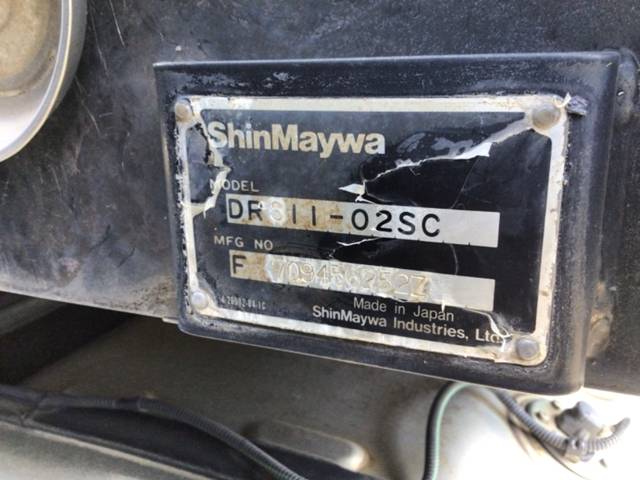 ShinMaywa
MODEL
DR811-02SC
MFG NO
F
Made in Japan
ShinMaywa Industries, Ltd.